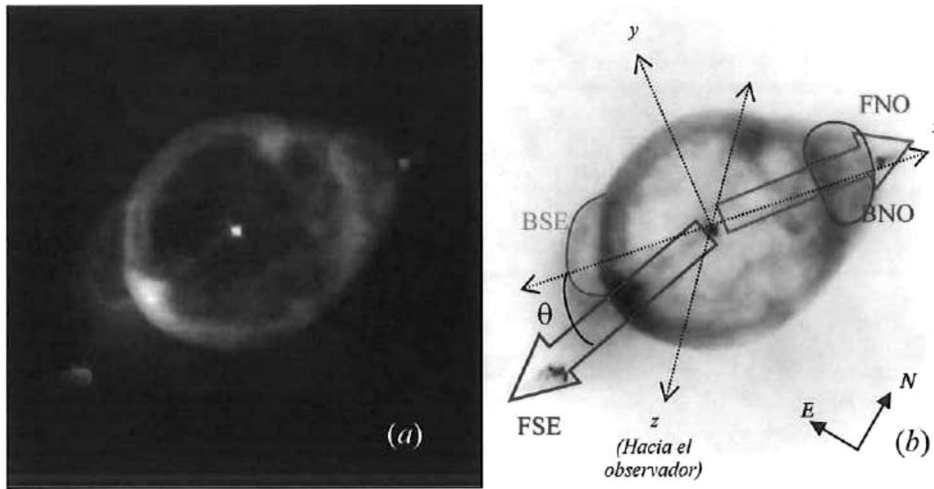 (a)
y
FNO
x
BSE
BNO
θ
FSE
z
(Hacia el
observador)
E
N
(b)